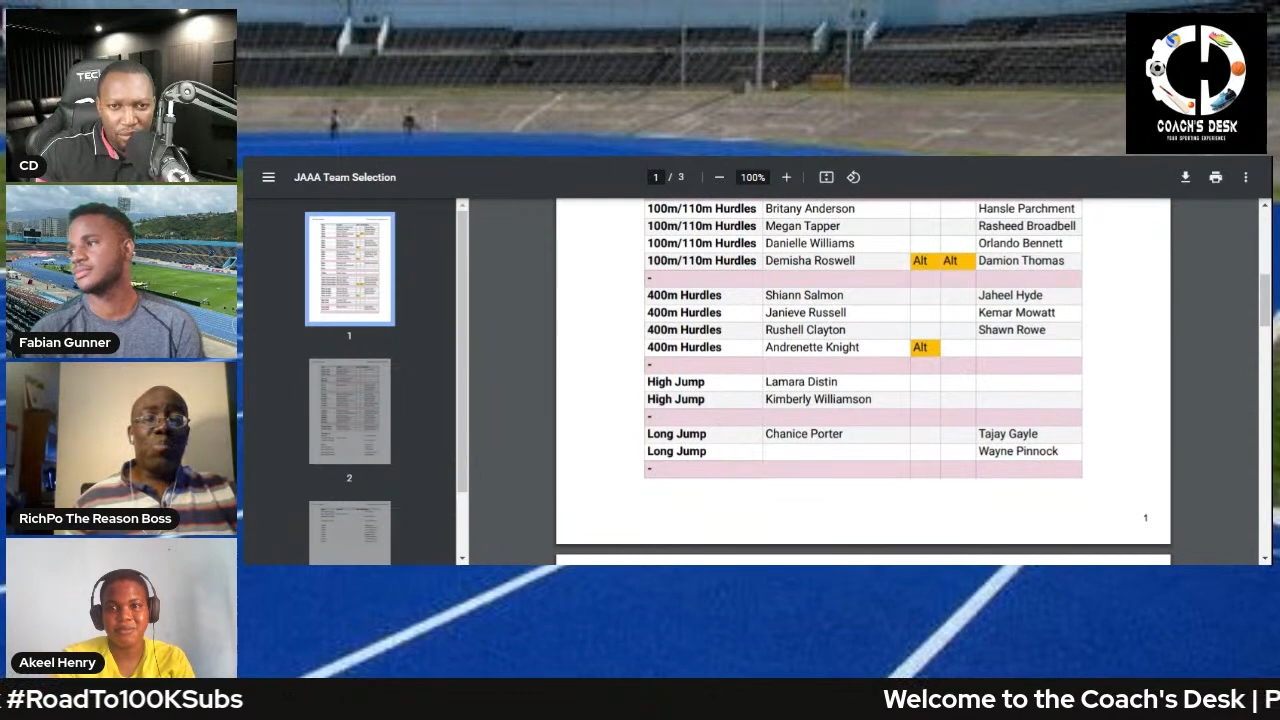 TECH
CD
Fabian Gunner
RichPo The Reason Boss
Akeel Henry
CD
COACH'S DESK
YOUR SPORTING EXPERIENCE
JAAA Team Selection
1 / 3
100%
1
2
100m/110m Hurdles Britany Anderson Hansle Parchment
100m/110m Hurdles Megan Tapper Rasheed Broadbell
100m/110m Hurdles Danielle Williams Orlando Bennett
100m/110m Hurdles Demisha Roswell Alt Alt Damion Thomas
-
400m Hurdles Shiann Salmon Jaheel Hyde
400m Hurdles Janieve Russell Kemar Mowatt
400m Hurdles Rushell Clayton Shawn Rowe
400m Hurdles Andrenette Knight Alt
-
High Jump Lamara Distin
High Jump Kimberly Williamson
-
Long Jump Chanice Porter Tajay Gayle
Long Jump Wayne Pinnock
-
1
#RoadTo100KSubs
Welcome to the Coach's Desk | P